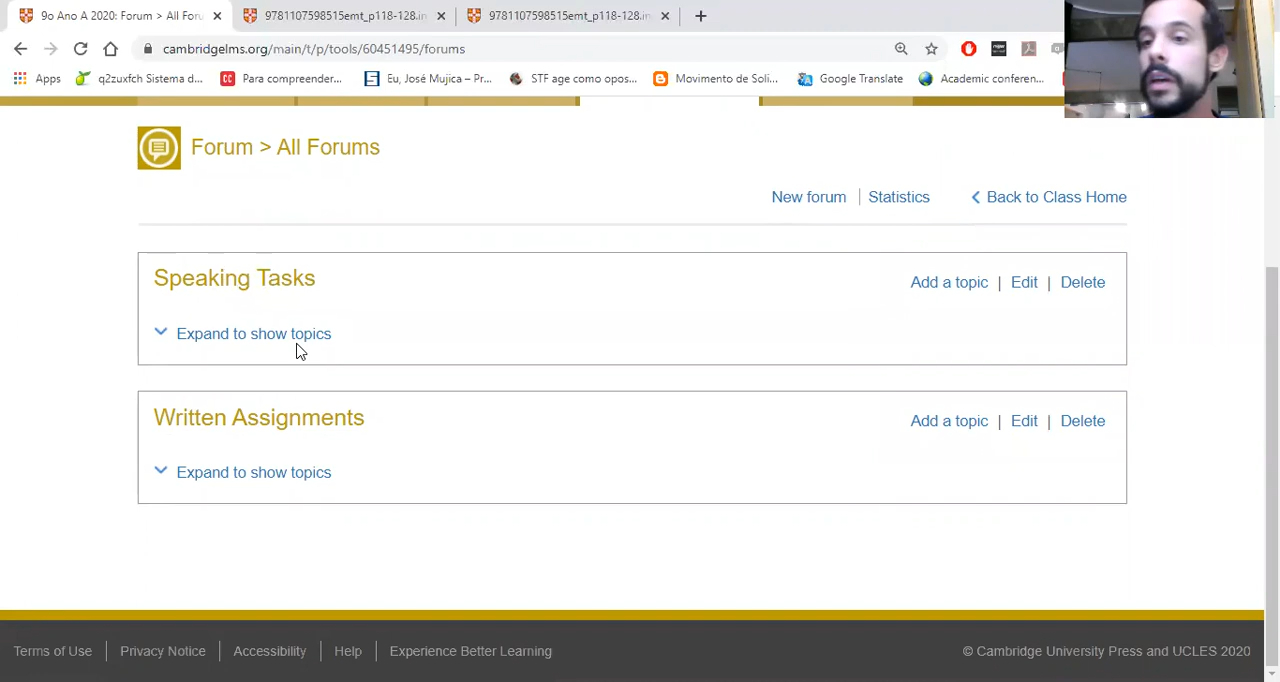 9o Ano A 2020: Forum > All Foru
9781107598515emt_p118-128.in
9781107598515emt_p118-128.in
cambridgelms.org/main/t/p/tools/60451495/forums
Apps
q2zuxfch Sistema d...
Para compreender...
Eu, José Mujica – Pr...
STF age como opos...
Movimento de Soli...
Google Translate
Academic conferen...
Forum > All Forums
New forum
Statistics
Back to Class Home
Speaking Tasks
Add a topic | Edit | Delete
Expand to show topics
Written Assignments
Add a topic | Edit | Delete
Expand to show topics
Terms of Use
Privacy Notice
Accessibility
Help
Experience Better Learning
© Cambridge University Press and UCLES 2020